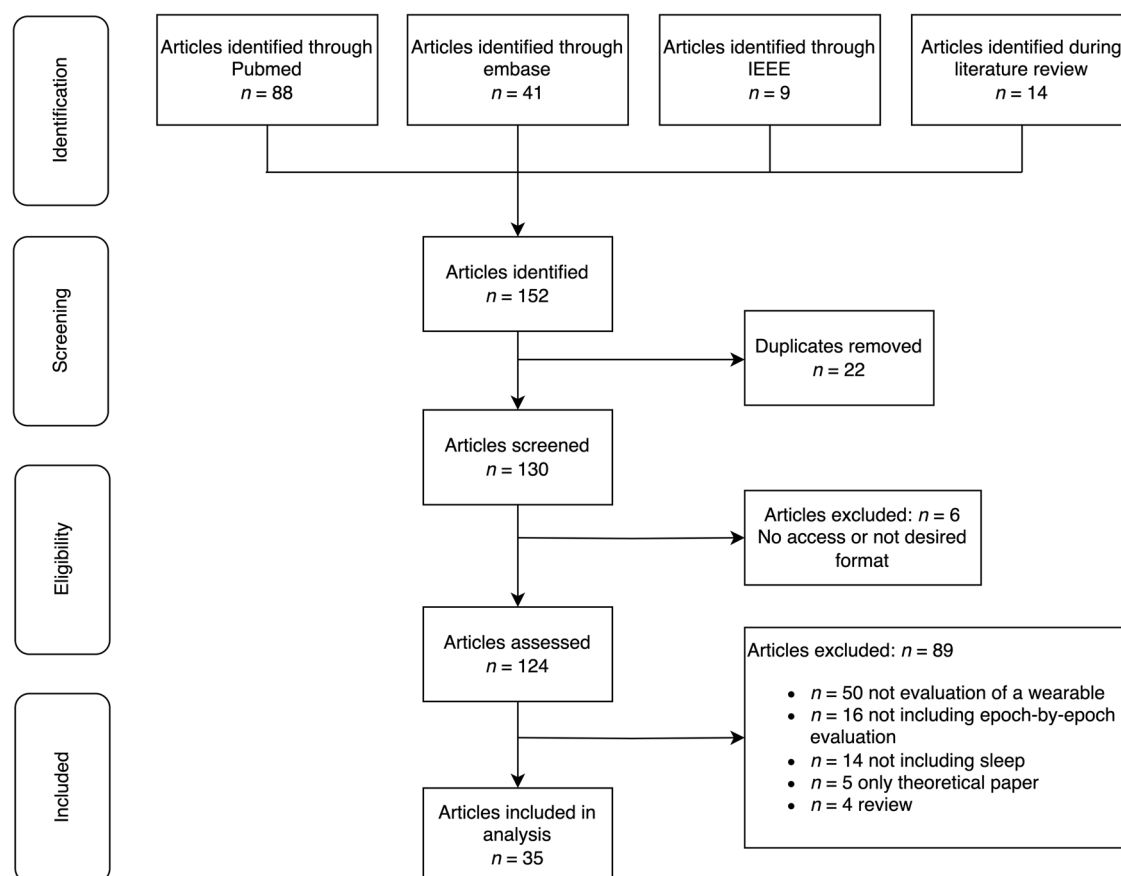 Identification
Articles identified through
Pubmed
n = 88
Articles identified through
embase
n = 41
Articles identified through
IEEE
n = 9
Articles identified during
literature review
n = 14
Screening
Articles identified
n = 152
Duplicates removed
n = 22
Articles screened
n = 130
Eligibility
Articles excluded: n = 6
No access or not desired
format
Articles assessed
n = 124
Articles excluded: n = 89
• n = 50 not evaluation of a wearable
• n = 16 not including epoch-by-epoch
evaluation
• n = 14 not including sleep
• n = 5 only theoretical paper
• n = 4 review
Included
Articles included in
analysis
n = 35